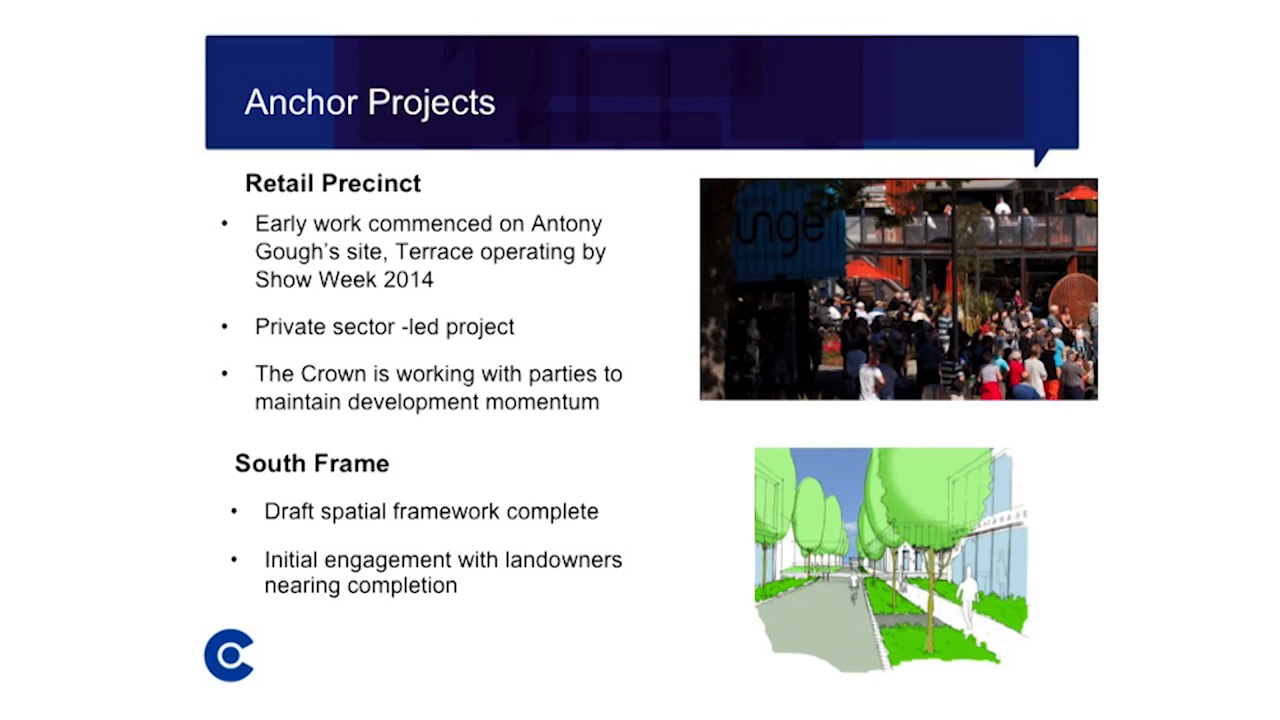 Anchor Projects
Retail Precinct
• Early work commenced on Antony
Gough's site, Terrace operating by
Show Week 2014
• Private sector -led project
• The Crown is working with parties to
maintain development momentum
South Frame
• Draft spatial framework complete
• Initial engagement with landowners
nearing completion